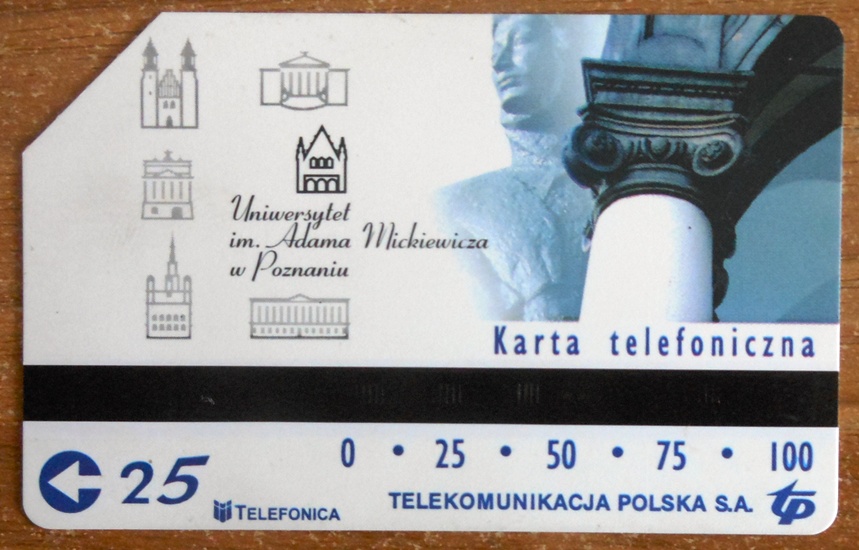 Uniwersytet
im. Adama Mickiewicza
w Poznaniu
Karta telefoniczna
0 • 25 • 50 • 75 • 100
25
TELEFONICA
TELEKOMUNIKACJA POLSKA S.A. tp